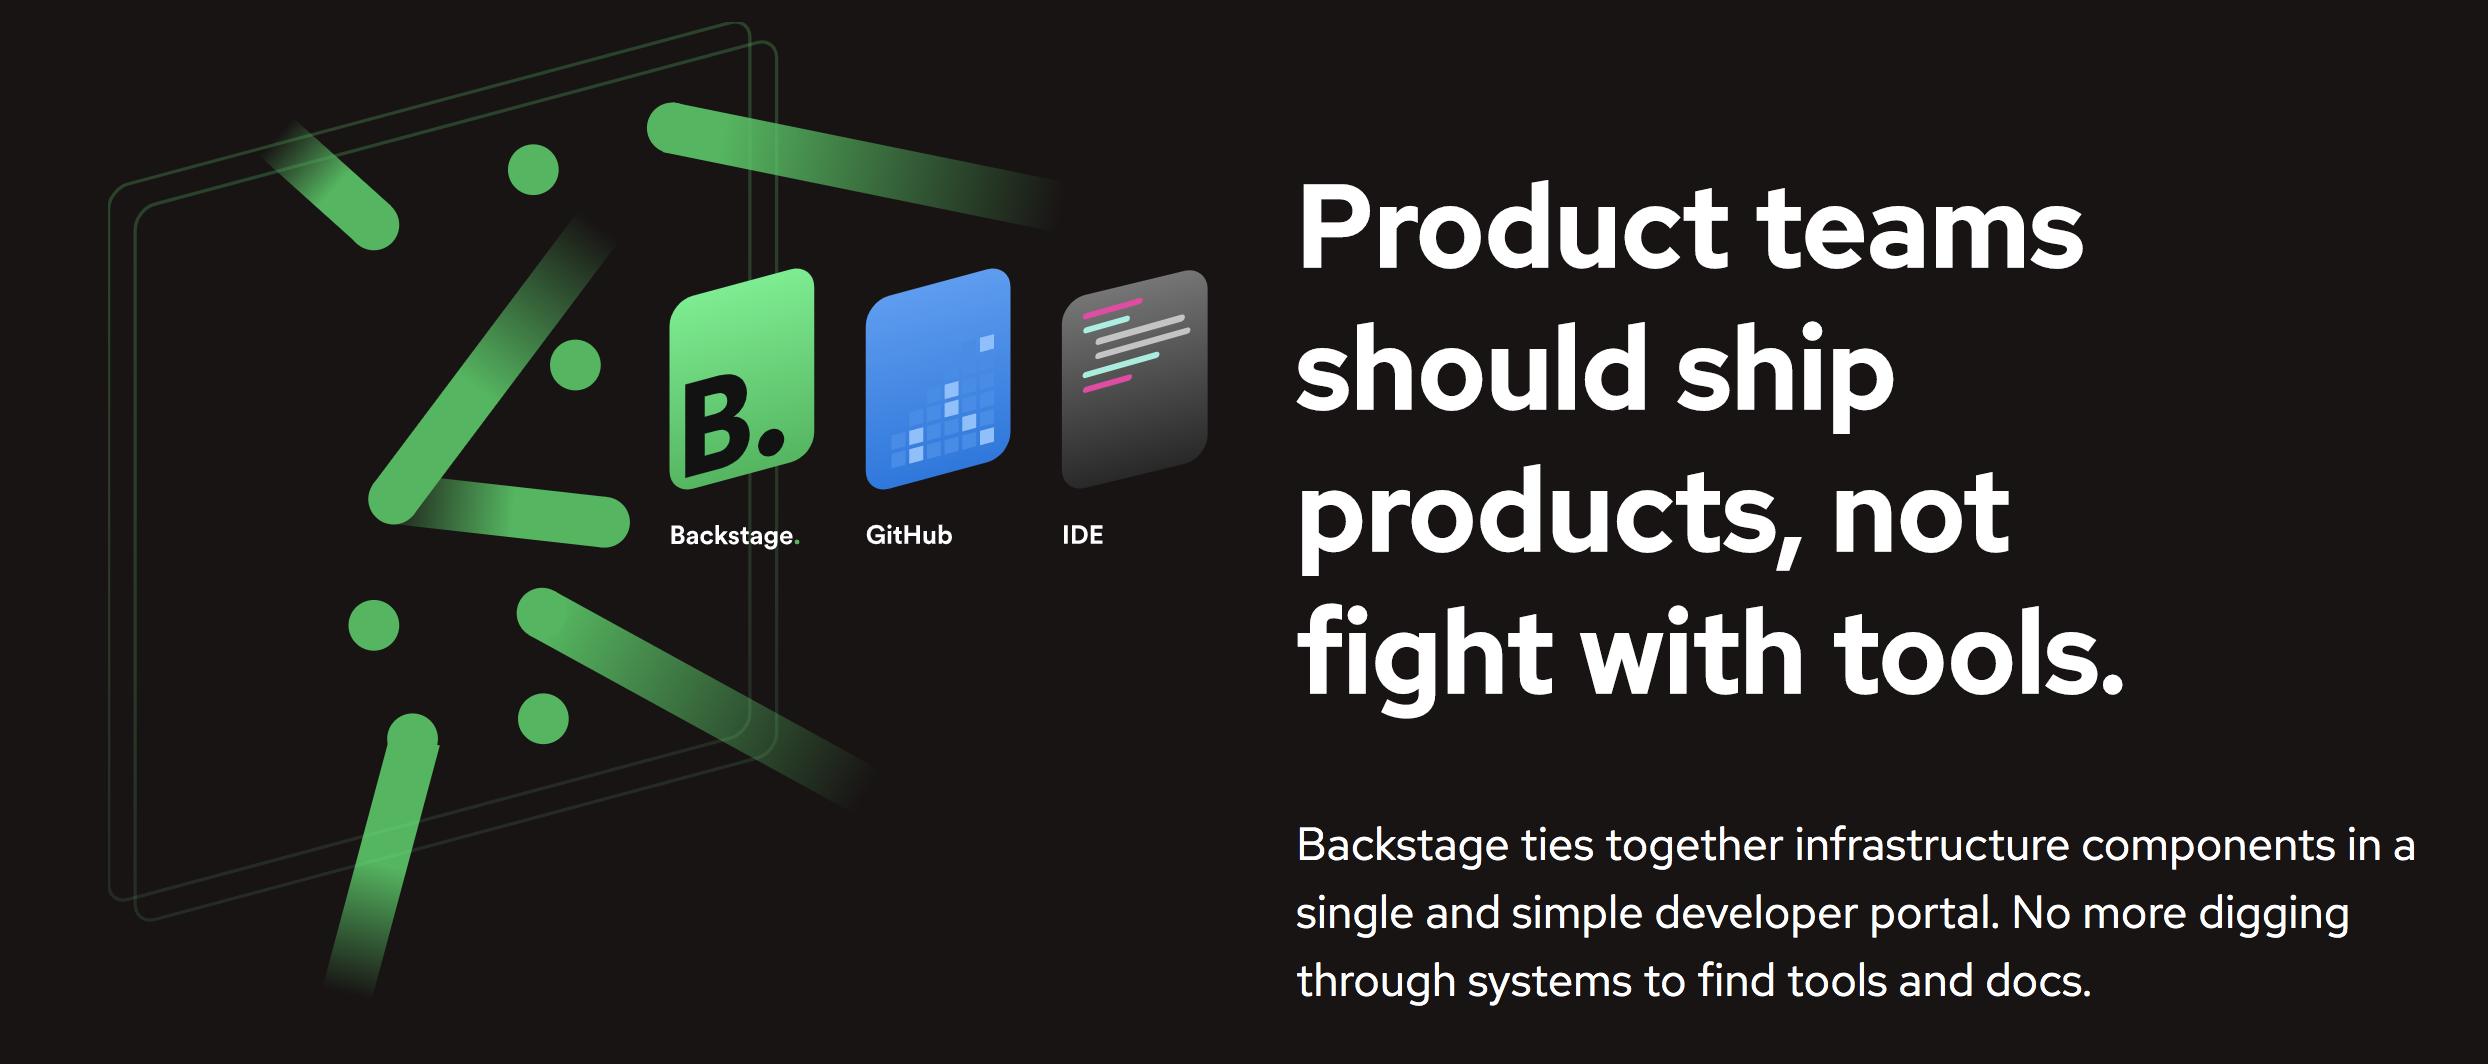 B.
Backstage.
GitHub
IDE
Product teams
should ship
products, not
fight with tools.
Backstage ties together infrastructure components in a
single and simple developer portal. No more digging
through systems to find tools and docs.